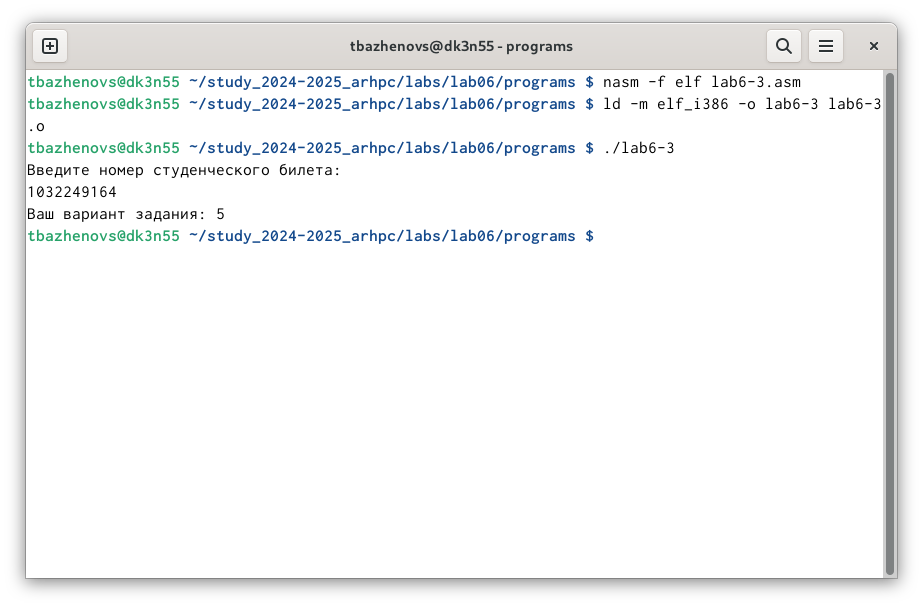 tbazhenovs@dk3n55 - programs
tbazhenovs@dk3n55 ~/study_2024-2025_arhpc/labs/lab06/programs $ nasm -f elf lab6-3.asm
tbazhenovs@dk3n55 ~/study_2024-2025_arhpc/labs/lab06/programs $ ld -m elf_i386 -o lab6-3 lab6-3
.o
tbazhenovs@dk3n55 ~/study_2024-2025_arhpc/labs/lab06/programs $ ./lab6-3
Введите номер студенческого билета:
1032249164
Ваш вариант задания: 5
tbazhenovs@dk3n55 ~/study_2024-2025_arhpc/labs/lab06/programs $